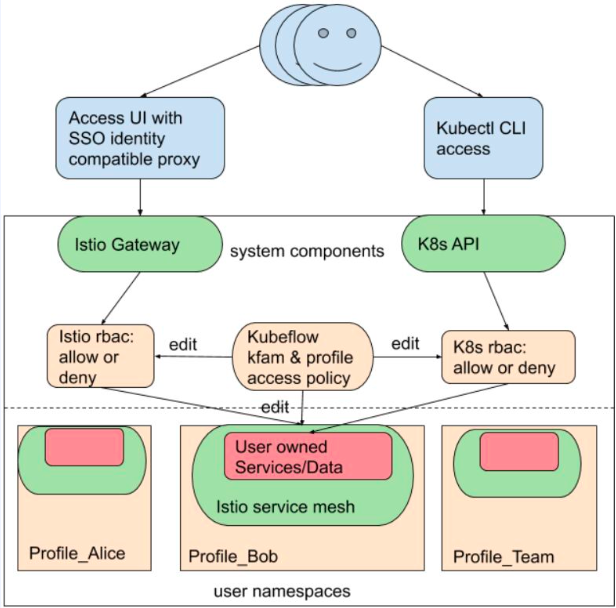 Access UI with
SSO identity
compatible proxy
Kubectl CLI
access
Istio Gateway
system components
K8s API
Istio rbac:
allow or
deny
edit
Kubeflow
kfam & profile
access policy
edit
K8s rbac:
allow or deny
edit
User owned
Services/Data
Istio service mesh
Profile_Alice
Profile_Bob
Profile_Team
user namespaces